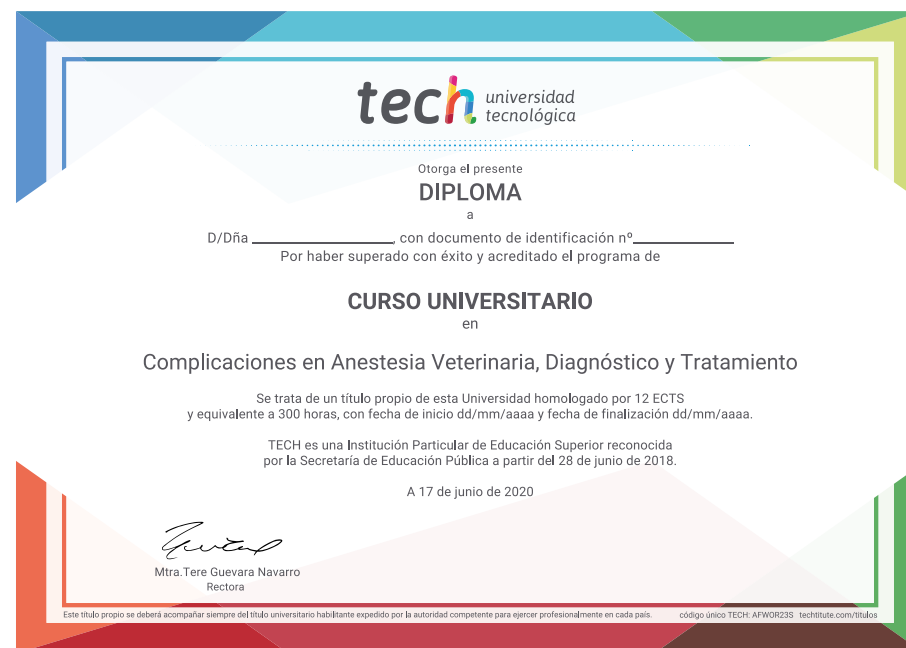 tech universidad
tecnológica
Otorga el presente
DIPLOMA
a
D/Dña ____________________, con documento de identificación nº______________
Por haber superado con éxito y acreditado el programa de
CURSO UNIVERSITARIO
en
Complicaciones en Anestesia Veterinaria, Diagnóstico y Tratamiento
Se trata de un título propio de esta Universidad homologado por 12 ECTS
y equivalente a 300 horas, con fecha de inicio dd/mm/aaaa y fecha de finalización dd/mm/aaaa.
TECH es una Institución Particular de Educación Superior reconocida
por la Secretaría de Educación Pública a partir del 28 de junio de 2018.
A 17 de junio de 2020
Mtra.Tere Guevara Navarro
Rectora
Este título propio se deberá acompañar siempre del título universitario habilitante expedido por la autoridad competente para ejercer profesionalmente en cada país. código único TECH: AFWOR23S techtitute.com/titulos